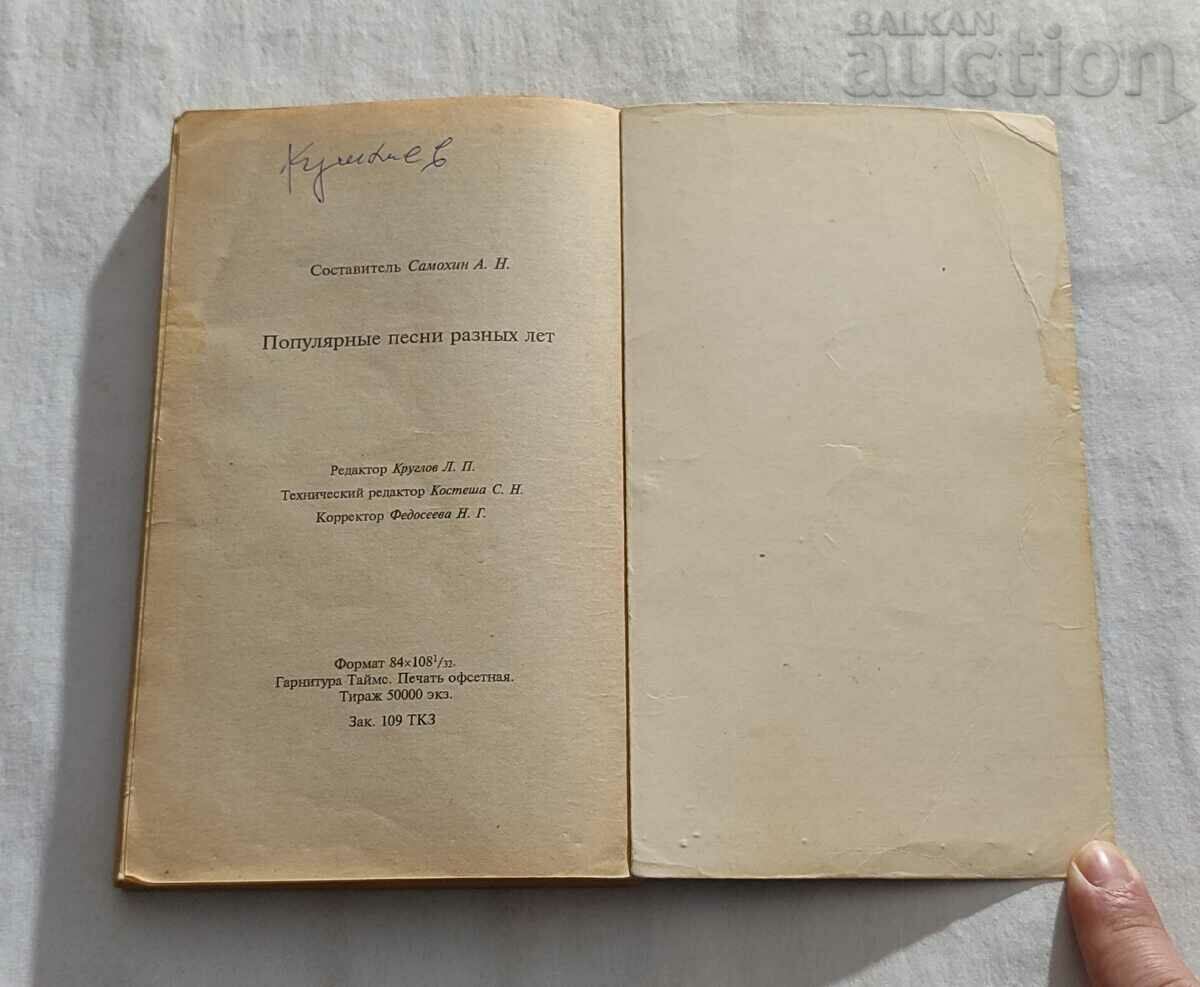 BALKAN
auction
Составитель Самохин А. Н.
Популярные песни разных лет
Редактор Круглов Л. П.
Технический редактор Костеша С. Н.
Корректор Федосеева Н. Г.
Формат 84×108¹/₃₂.
Гарнитура Таймс. Печать офсетная.
Тираж 50000 экз.
Зак. 109 ТКЗ